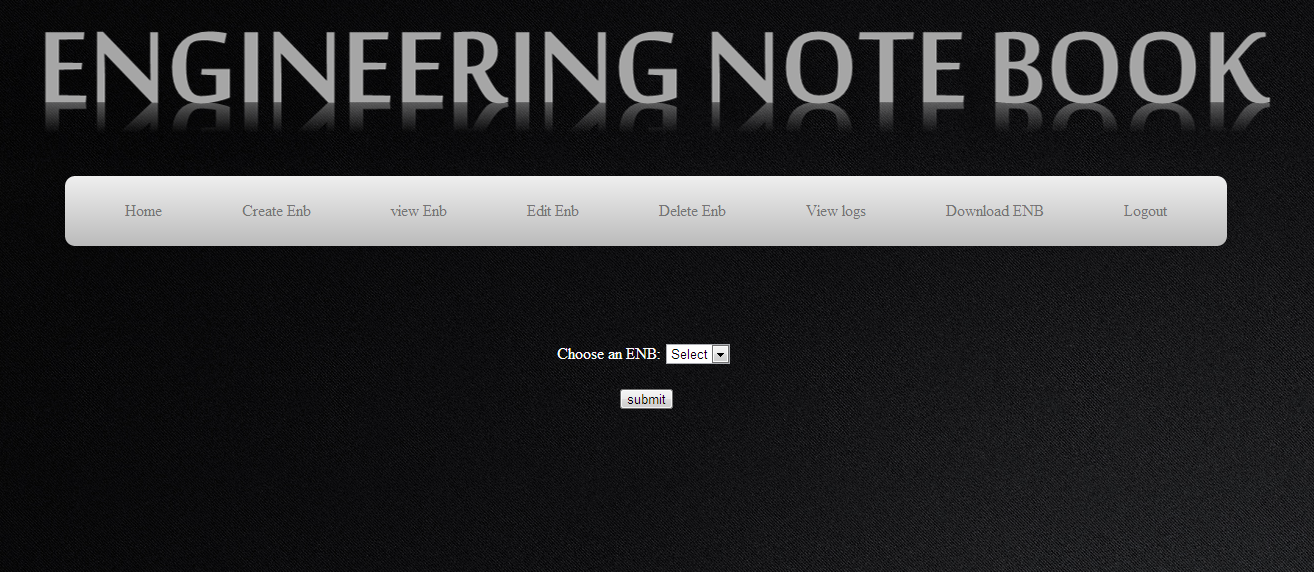 ENGINEERING NOTE BOOK
Home Create Enb view Enb Edit Enb Delete Enb View logs Download ENB Logout
Choose an ENB: Select
submit